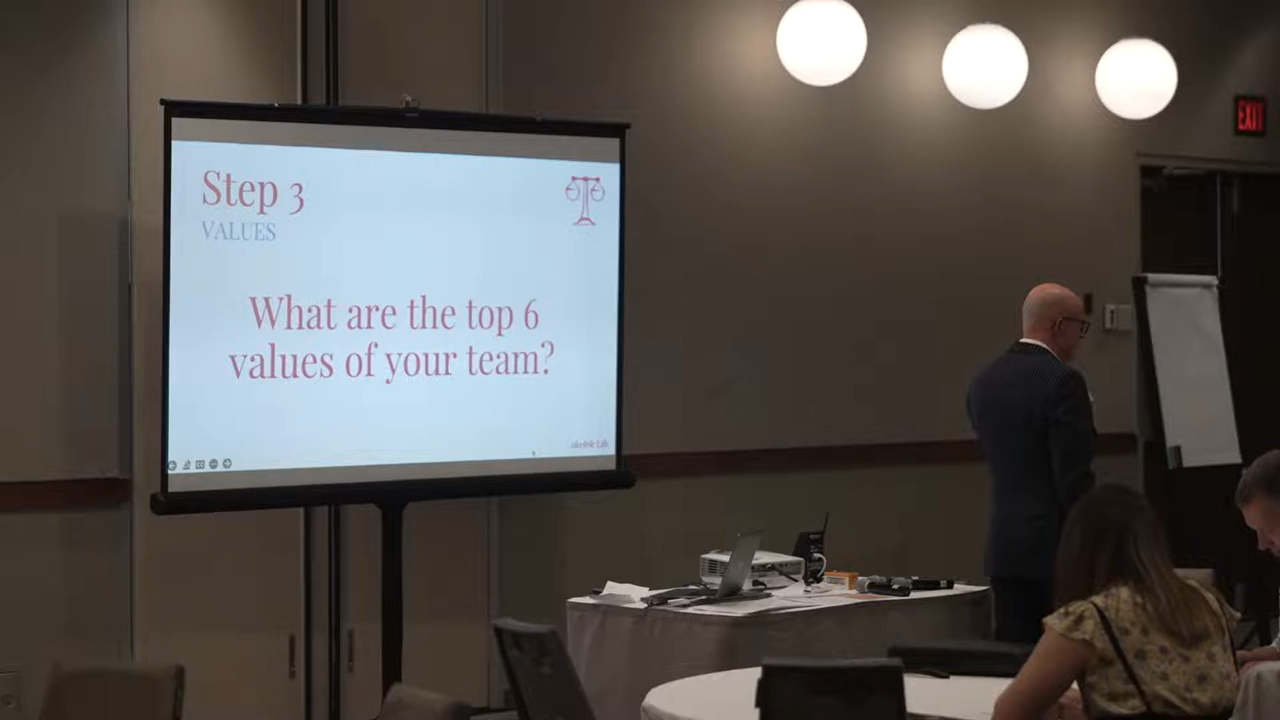 Step 3
VALUES
What are the top 6
values of your team?
EXIT